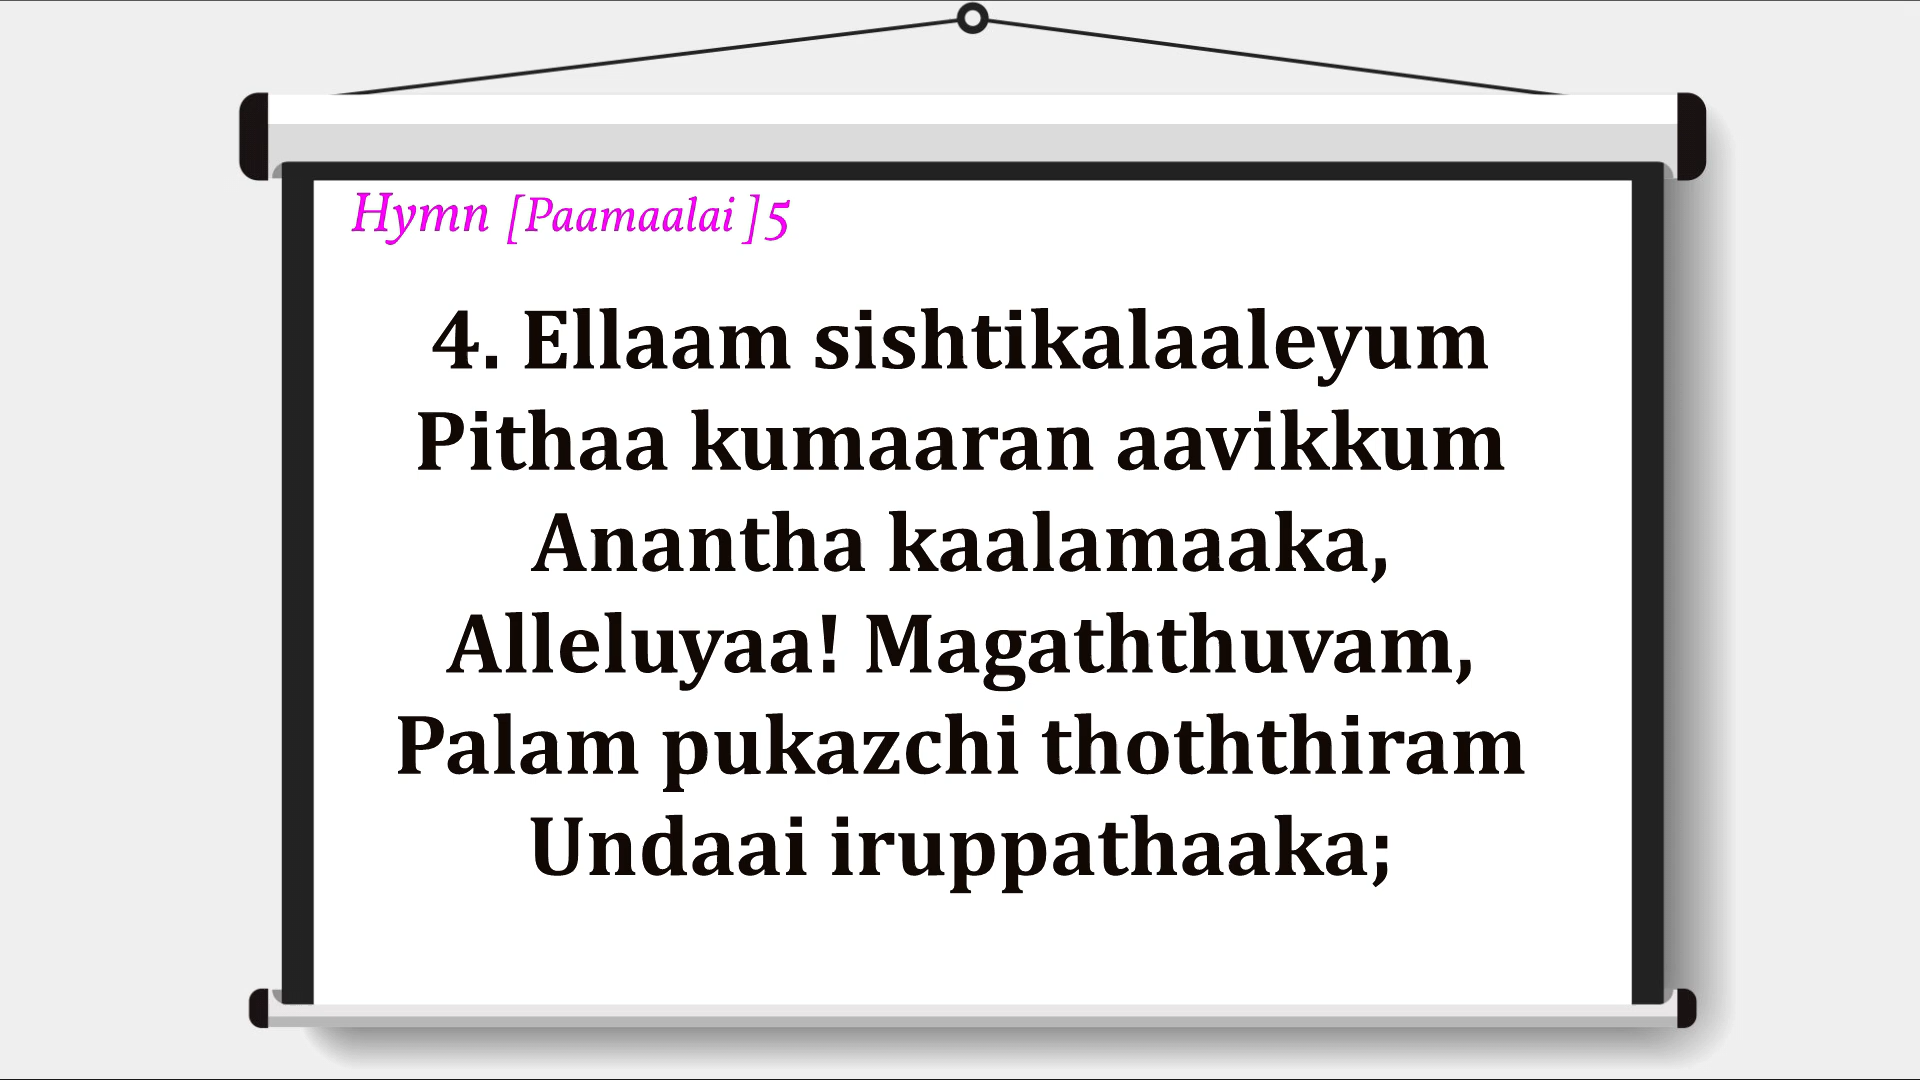 Hymn [Paamaalai ]5
4. Ellaam sishtikalaaleyum
Pithaa kumaaran aavikkum
Anantha kaalamaaka,
Alleluyaa! Magaththuvam,
Palam pukazchi thoththiram
Undaai iruppathaaka;